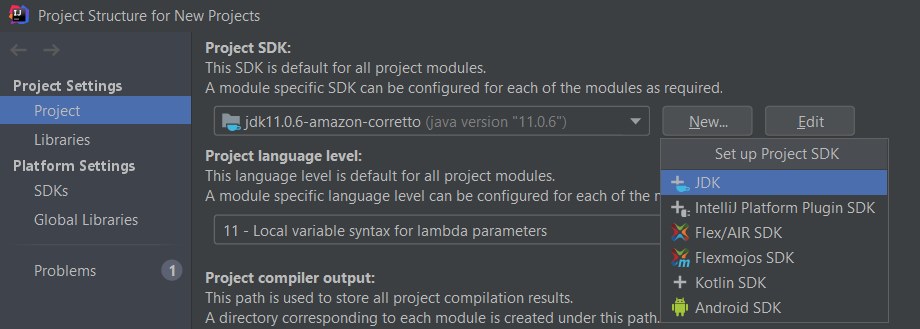 Project Structure for New Projects
Project Settings
Project
Libraries
Platform Settings
SDKs
Global Libraries
Problems 1
Project SDK:
This SDK is default for all project modules.
A module specific SDK can be configured for each of the modules as required.
jdk11.0.6-amazon-corretto (java version "11.0.6")
New...
Edit
Set up Project SDK
JDK
IntelliJ Platform Plugin SDK
Flex/AIR SDK
Flexmojos SDK
Kotlin SDK
Android SDK
Project language level:
This language level is default for all project modules.
A module specific language level can be configured for each of the
11 - Local variable syntax for lambda parameters
Project compiler output:
This path is used to store all project compilation results.
A directory corresponding to each module is created under this path.